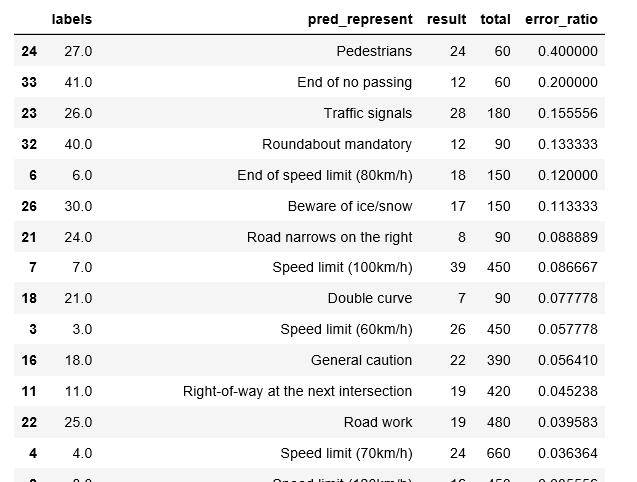 labels pred_represent result total error_ratio
24 27.0 Pedestrians 24 60 0.400000
33 41.0 End of no passing 12 60 0.200000
23 26.0 Traffic signals 28 180 0.155556
32 40.0 Roundabout mandatory 12 90 0.133333
6 6.0 End of speed limit (80km/h) 18 150 0.120000
26 30.0 Beware of ice/snow 17 150 0.113333
21 24.0 Road narrows on the right 8 90 0.088889
7 7.0 Speed limit (100km/h) 39 450 0.086667
18 21.0 Double curve 7 90 0.077778
3 3.0 Speed limit (60km/h) 26 450 0.057778
16 18.0 General caution 22 390 0.056410
11 11.0 Right-of-way at the next intersection 19 420 0.045238
22 25.0 Road work 19 480 0.039583
4 4.0 Speed limit (70km/h) 24 660 0.036364